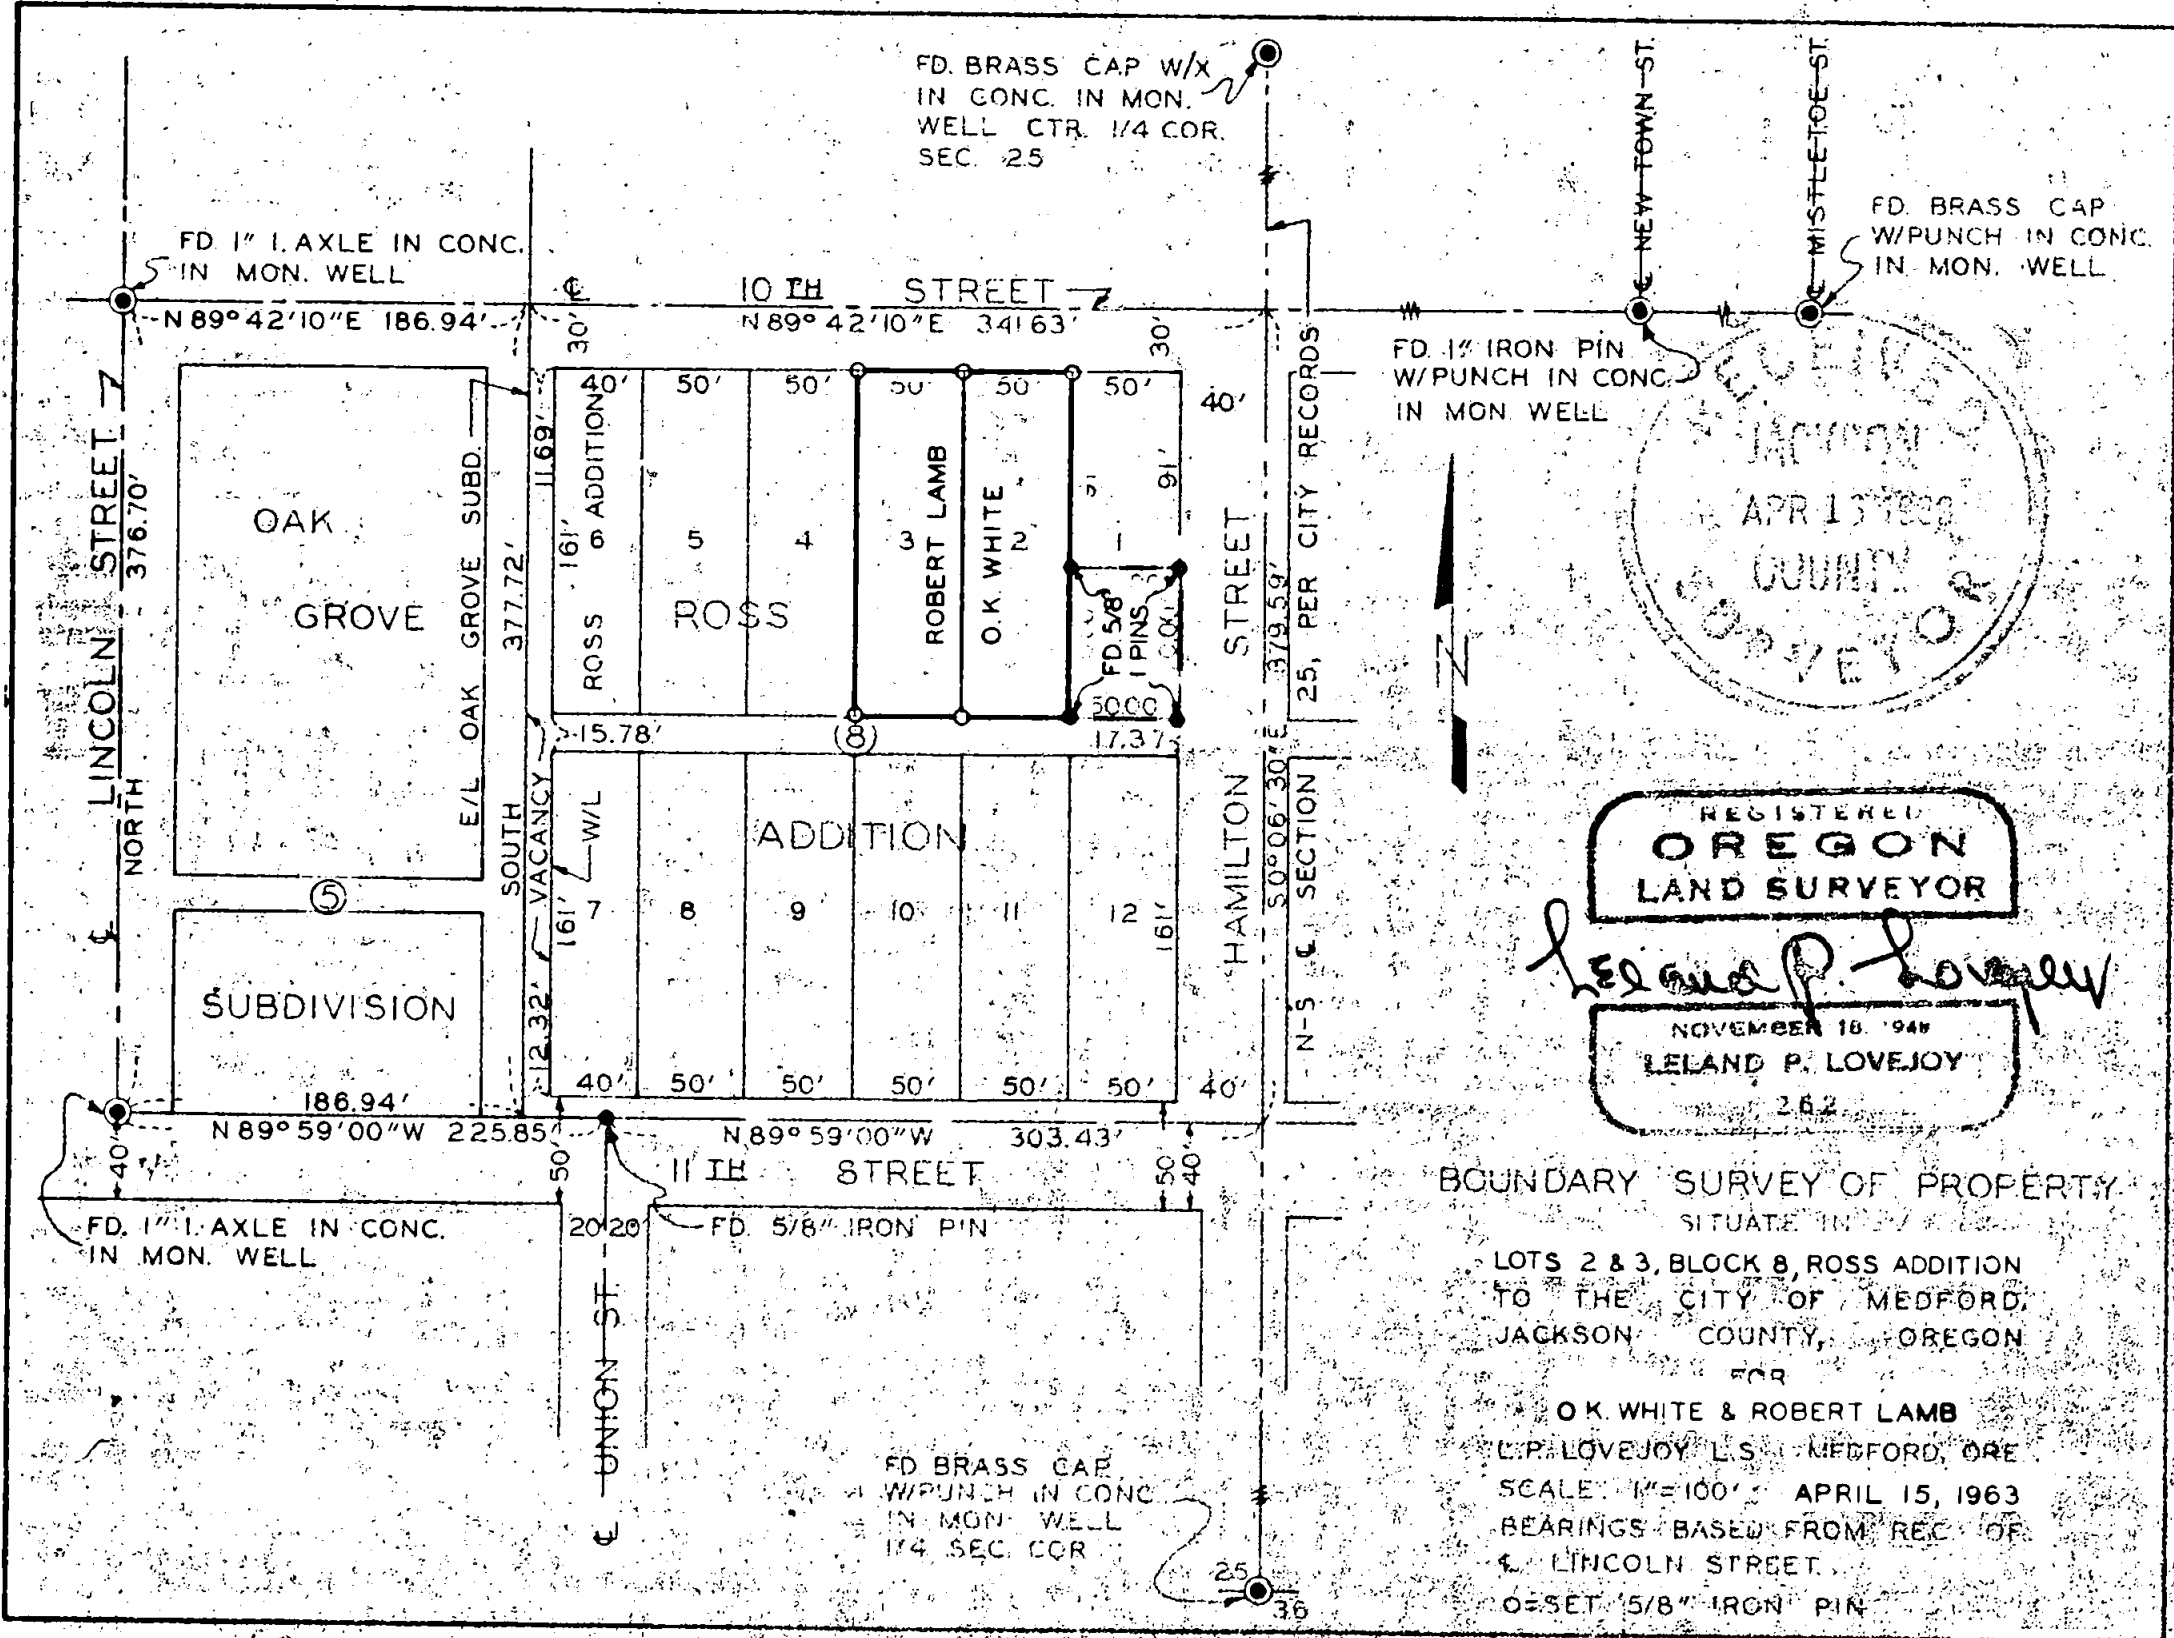 FD. BRASS CAP W/X
IN CONC. IN MON.
WELL CTR. 1/4 COR.
SEC. 25
℄ NEW TOWN ST.
℄ MISTLETOE ST.
FD. BRASS CAP
W/PUNCH IN CONC.
IN MON. WELL
FD 1" I. AXLE IN CONC.
IN MON. WELL
℄ 10 TH STREET
N 89° 42' 10" E 186.94'
N 89° 42' 10" E 341.63'
30'
30'
FD. 1" IRON PIN
W/PUNCH IN CONC.
IN MON. WELL
40' 50' 50' 50' 50' 50' 40'
℄ LINCOLN STREET
NORTH 376.70'
OAK
GROVE
SUBDIVISION
5
E/L OAK GROVE SUBD.
SOUTH 377.72'
11.69'
161'
ROSS ADDITION
6 5 4 3 2 1
ROBERT LAMB
O.K. WHITE
91'
ROSS
FD. 5/8"
I PINS
50.00
15.78'
(8)
17.37'
HAMILTON STREET
S 0° 06' 30" E 379.59'
N-S ℄ SECTION 25, PER CITY RECORDS
VACANCY
W/L
ADDITION
161'
7 8 9 10 11 12
161'
12.32'
40' 50' 50' 50' 50' 50' 40'
186.94'
N 89° 59' 00" W 225.85'
N 89° 59' 00" W 303.43'
40'
50'
50'
40'
11 TH STREET
FD. 1" I. AXLE IN CONC.
IN MON. WELL
20' 20'
FD. 5/8" IRON PIN
℄ UNION ST.
FD BRASS CAP
W/PUNCH IN CONC
IN MON. WELL
1/4 SEC. COR
25
36
N
JACKSON
COUNTY
SURVEYOR
REGISTERED
OREGON
LAND SURVEYOR
Leland P. Lovejoy
NOVEMBER 18
LELAND P. LOVEJOY
262
BOUNDARY SURVEY OF PROPERTY
SITUATE IN
LOTS 2 & 3, BLOCK 8, ROSS ADDITION
TO THE CITY OF MEDFORD,
JACKSON COUNTY, OREGON
FOR
O K. WHITE & ROBERT LAMB
L.P. LOVEJOY L.S. MEDFORD, ORE
SCALE: 1"=100' APRIL 15, 1963
BEARINGS BASED FROM REC. OF
℄ LINCOLN STREET.
O=SET 5/8" IRON PIN